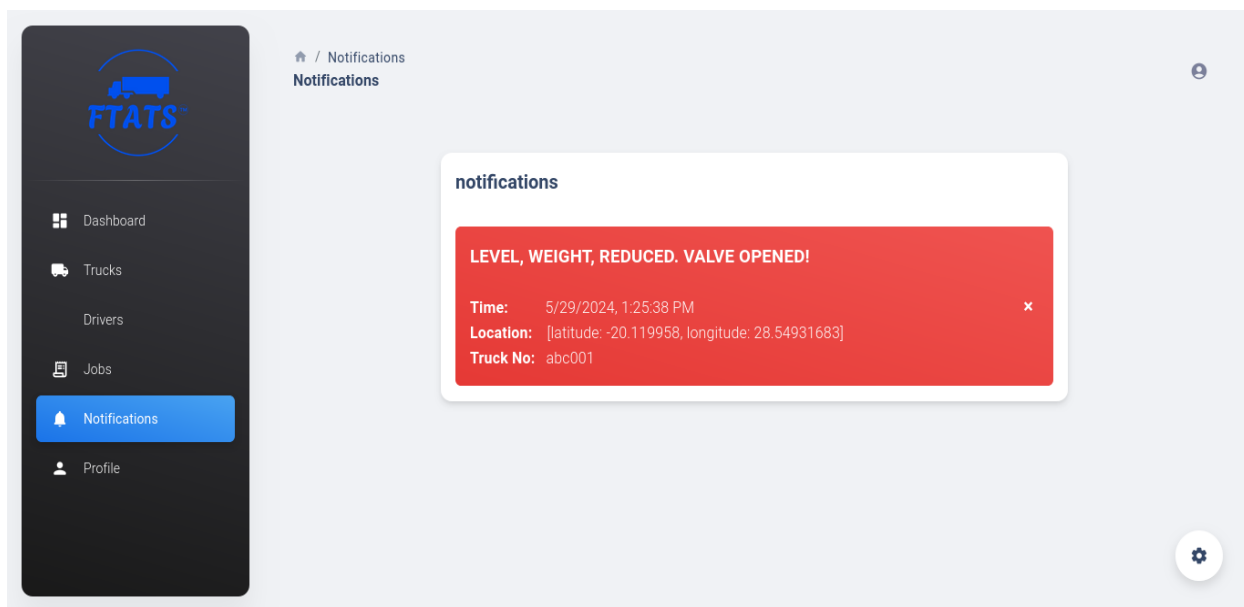 FTATS
Dashboard
Trucks
Drivers
Jobs
Notifications
Profile
/ Notifications
Notifications
notifications
LEVEL, WEIGHT, REDUCED. VALVE OPENED!
Time: 5/29/2024, 1:25:38 PM
Location: [latitude: -20.119958, longitude: 28.54931683]
Truck No: abc001